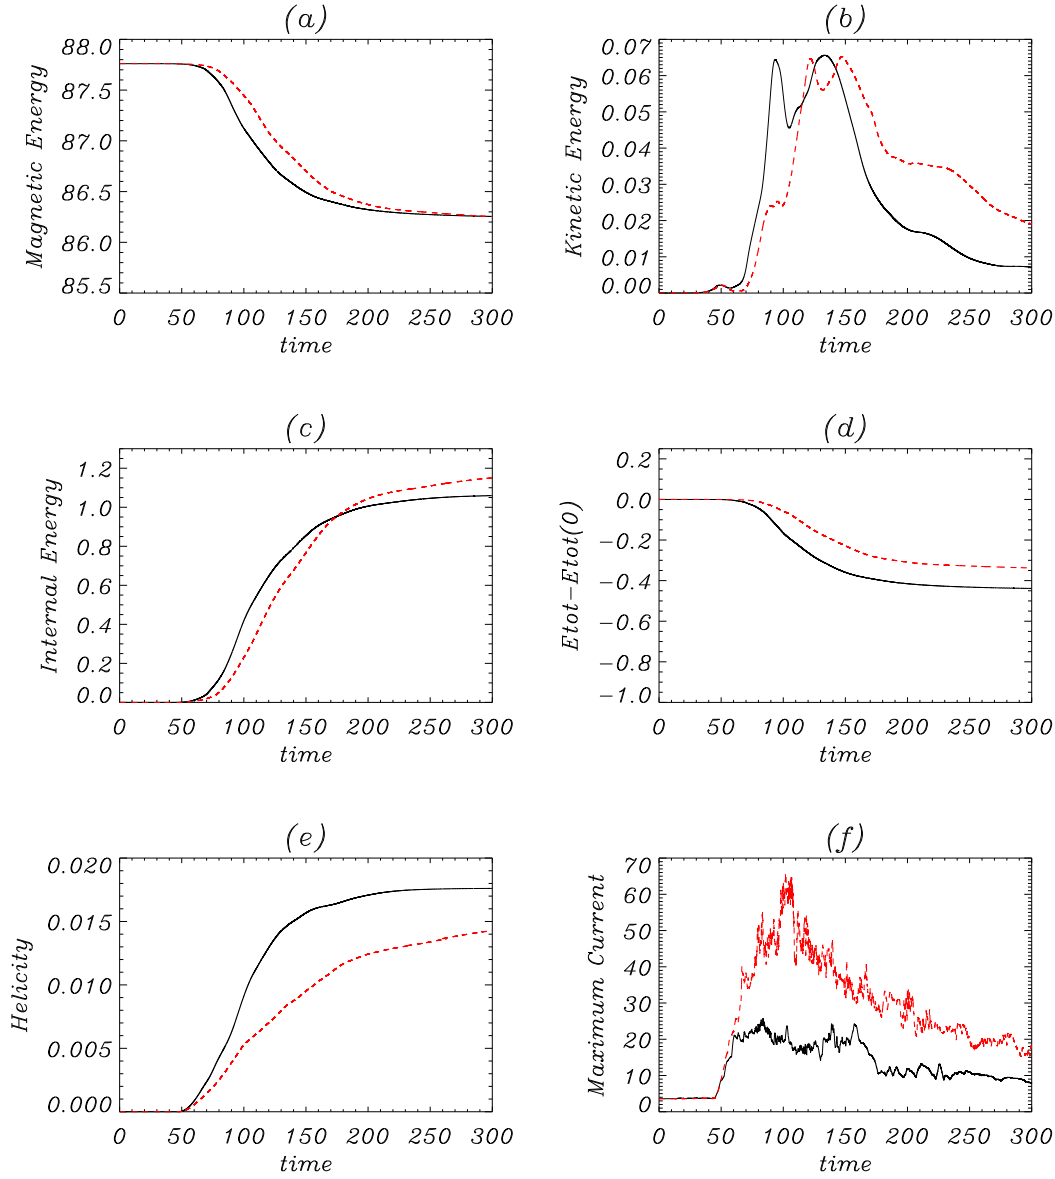 (a)
Magnetic Energy
88.0
87.5
87.0
86.5
86.0
85.5
0 50 100 150 200 250 300
time
(b)
Kinetic Energy
0.07
0.06
0.05
0.04
0.03
0.02
0.01
0.00
0 50 100 150 200 250 300
time
(c)
Internal Energy
1.2
1.0
0.8
0.6
0.4
0.2
0.0
0 50 100 150 200 250 300
time
(d)
Etot−Etot(0)
0.2
0.0
−0.2
−0.4
−0.6
−0.8
−1.0
0 50 100 150 200 250 300
time
(e)
Helicity
0.020
0.015
0.010
0.005
0.000
0 50 100 150 200 250 300
time
(f)
Maximum Current
70
60
50
40
30
20
10
0
0 50 100 150 200 250 300
time